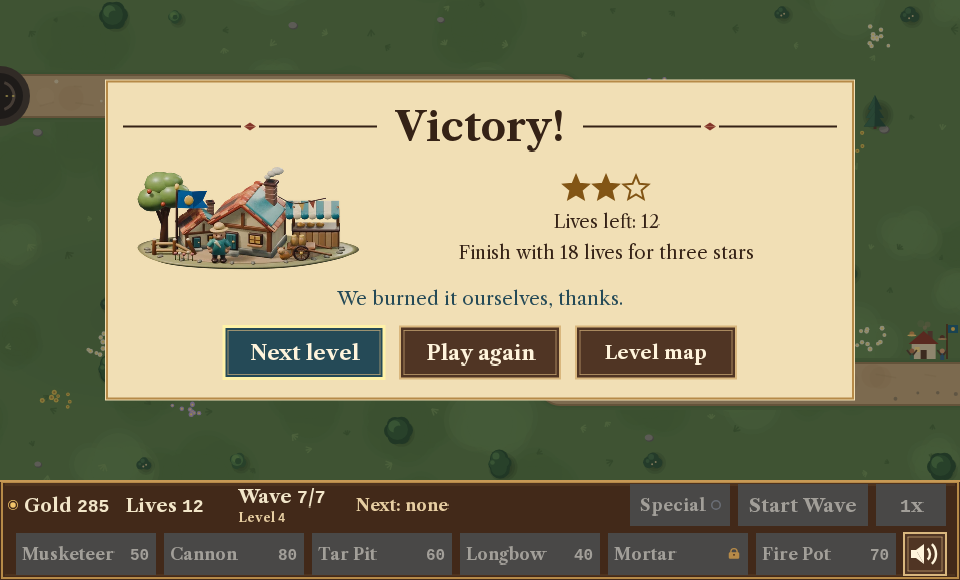 Victory!
Lives left: 12
Finish with 18 lives for three stars
We burned it ourselves, thanks.
Next level
Play again
Level map
Gold 285
Lives 12
Wave 7/7
Level 4
Next: none
Special
Start Wave
1x
Musketeer 50
Cannon 80
Tar Pit 60
Longbow 40
Mortar
Fire Pot 70